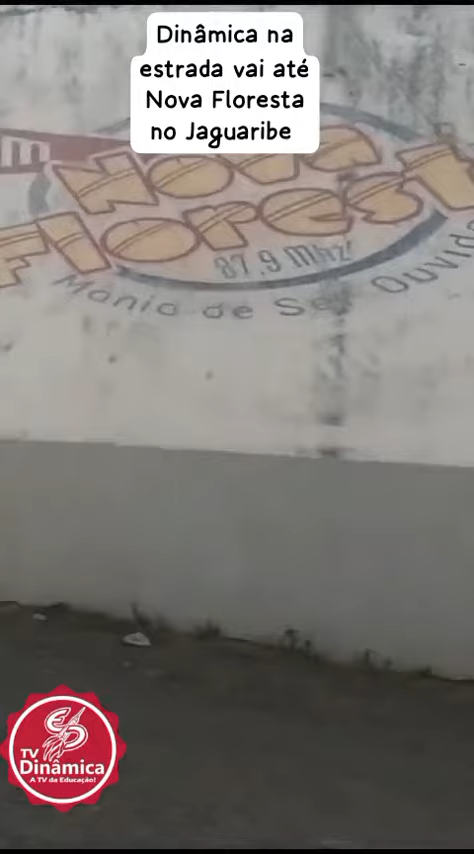 Dinâmica na
estrada vai até
Nova Floresta
no Jaguaribe
m
Nova
Florest
87.9 Mhz
Mania de Ser Ouvida
TV
Dinâmica
A TV da Educação!